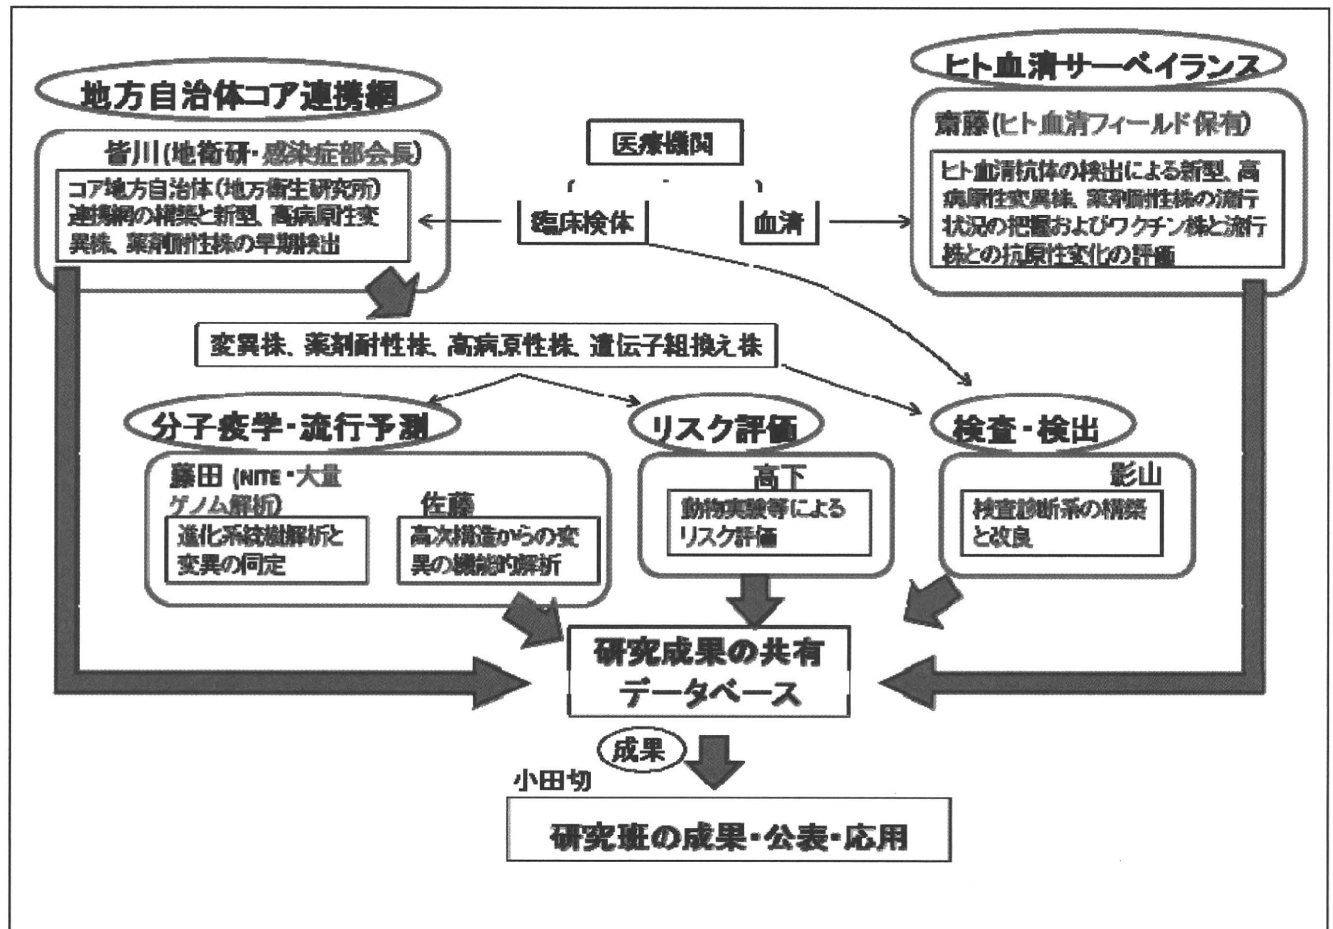 地方自治体コア連携網
皆川(地衛研・感染症部会長)
コア地方自治体(地方衛生研究所)
連携網の構築と新型、高病原性変
異株、薬剤耐性株の早期検出
医療機関
臨床検体
血清
ヒト血清サーベイランス
齋藤(ヒト血清フィールド保有)
ヒト血清抗体の検出による新型、高
病原性変異株、薬剤耐性株の流行
状況の把握およびワクチン株と流行
株との抗原性変化の評価
変異株、薬剤耐性株、高病原性株、遺伝子組換え株
分子疫学・流行予測
藤田(NITE・大量
ゲノム解析)
進化系統樹解析と
変異の同定
佐藤
高次構造からの変
異の機能的解析
リスク評価
高下
動物実験等による
リスク評価
検査・検出
影山
検査診断系の構築
と改良
研究成果の共有
データベース
成果
小田切
研究班の成果・公表・応用